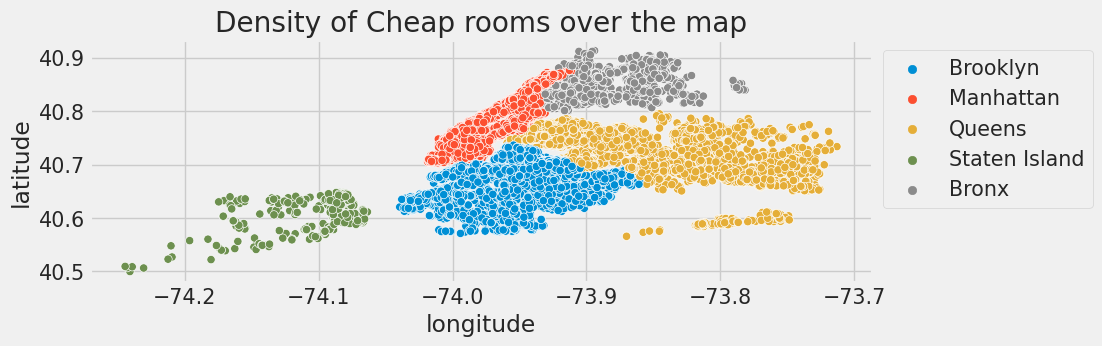 Density of Cheap rooms over the map
40.9
40.8
40.7
40.6
40.5
latitude
−74.2
−74.1
−74.0
−73.9
−73.8
−73.7
longitude
Brooklyn
Manhattan
Queens
Staten Island
Bronx